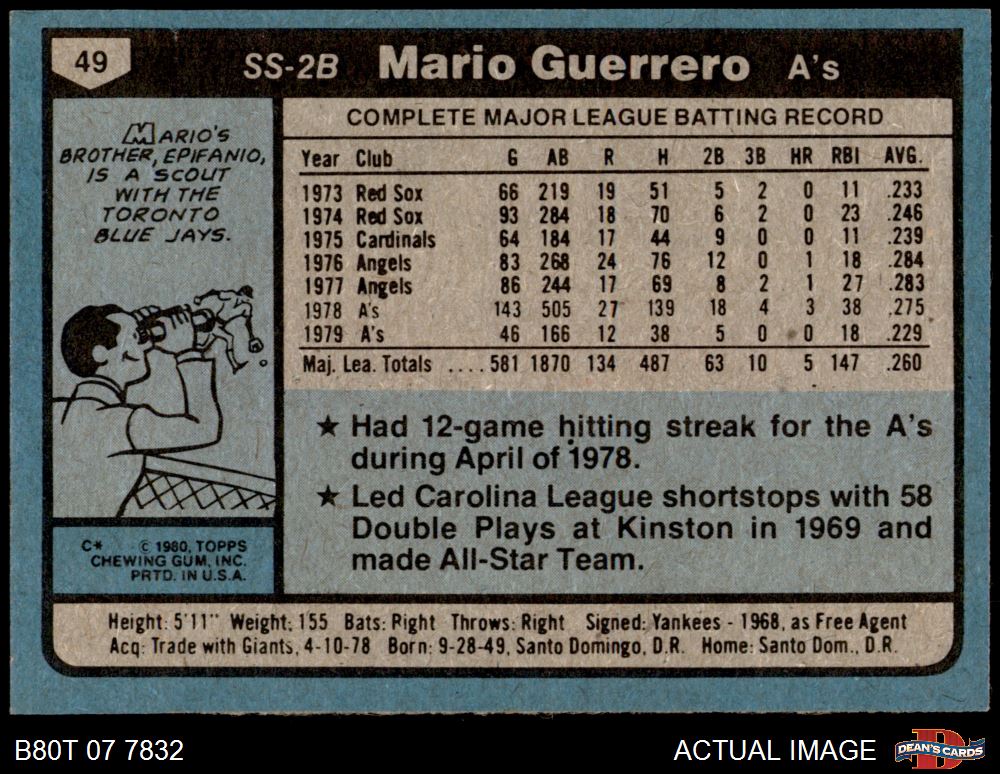 49 SS-2B Mario Guerrero A's
MARIO'S
BROTHER, EPIFANIO,
IS A SCOUT
WITH THE
TORONTO
BLUE JAYS.
C* © 1980, TOPPS
CHEWING GUM, INC.
PRTD. IN U.S.A.
COMPLETE MAJOR LEAGUE BATTING RECORD
Year Club G AB R H 2B 3B HR RBI AVG.
1973 Red Sox 66 219 19 51 5 2 0 11 .233
1974 Red Sox 93 284 18 70 6 2 0 23 .246
1975 Cardinals 64 184 17 44 9 0 0 11 .239
1976 Angels 83 268 24 76 12 0 1 18 .284
1977 Angels 86 244 17 69 8 2 1 27 .283
1978 A's 143 505 27 139 18 4 3 38 .275
1979 A's 46 166 12 38 5 0 0 18 .229
Maj. Lea. Totals ....581 1870 134 487 63 10 5 147 .260
★ Had 12-game hitting streak for the A's
during April of 1978.
★ Led Carolina League shortstops with 58
Double Plays at Kinston in 1969 and
made All-Star Team.
Height: 5'11" Weight: 155 Bats: Right Throws: Right Signed: Yankees - 1968, as Free Agent
Acq: Trade with Giants, 4-10-78 Born: 9-28-49, Santo Domingo, D.R. Home: Santo Dom., D.R.
B80T 07 7832 ACTUAL IMAGE DEAN'S CARDS